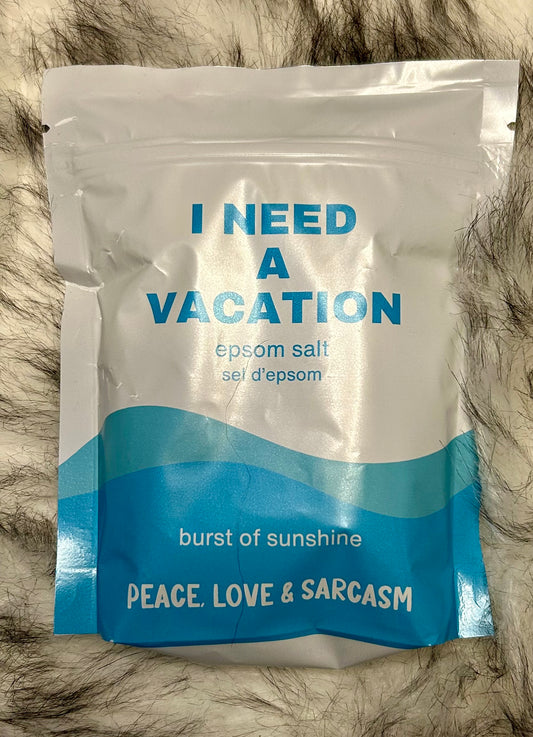 I NEED
A
VACATION
epsom salt
sel d'epsom
burst of sunshine
PEACE, LOVE & SARCASM